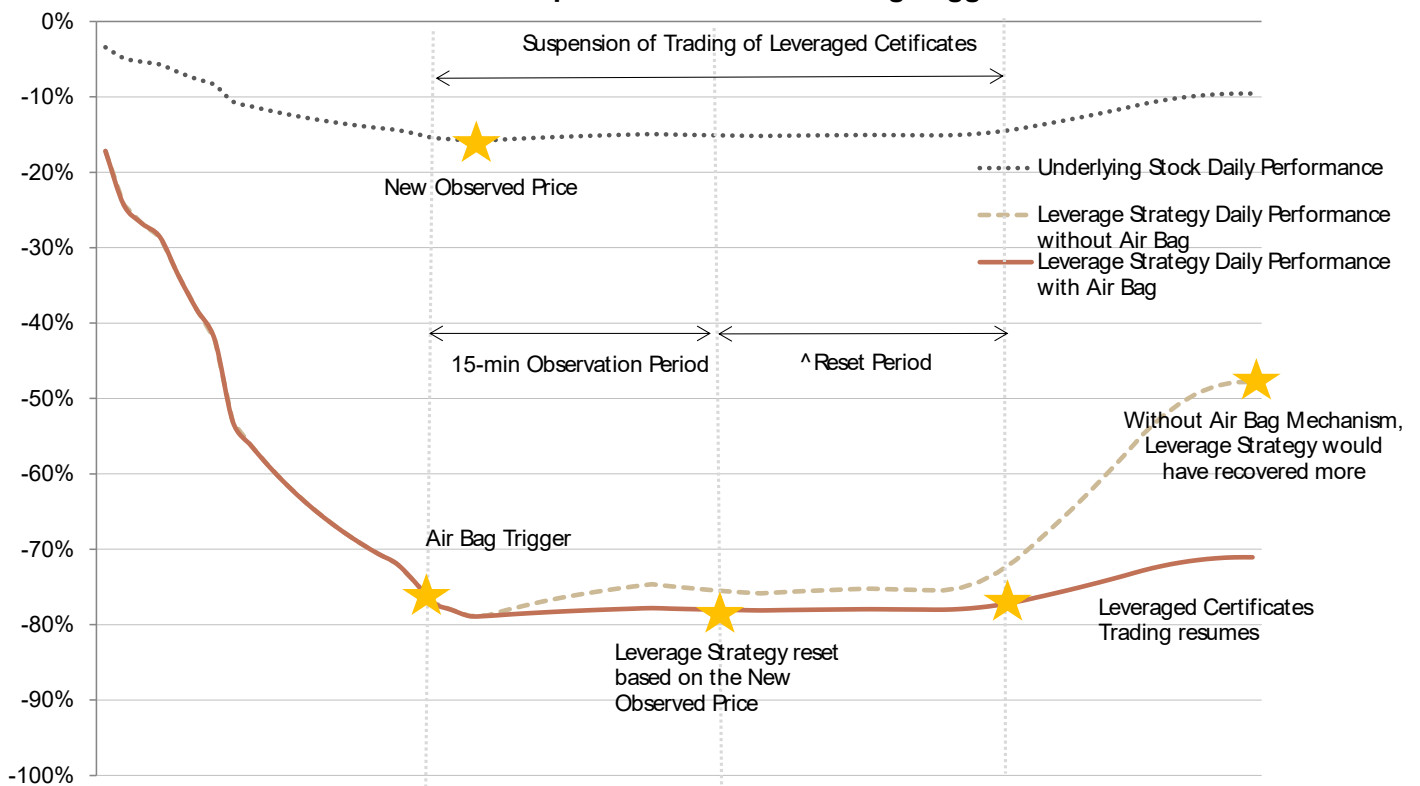 0%
Suspension of Trading of Leveraged Cetificates
-10%
-20%
New Observed Price
Underlying Stock Daily Performance
Leverage Strategy Daily Performance
without Air Bag
Leverage Strategy Daily Performance
with Air Bag
-30%
-40%
15-min Observation Period
^Reset Period
-50%
Without Air Bag Mechanism,
Leverage Strategy would
have recovered more
-60%
-70%
Air Bag Trigger
-80%
Leveraged Certificates
Trading resumes
Leverage Strategy reset
based on the New
Observed Price
-90%
-100%